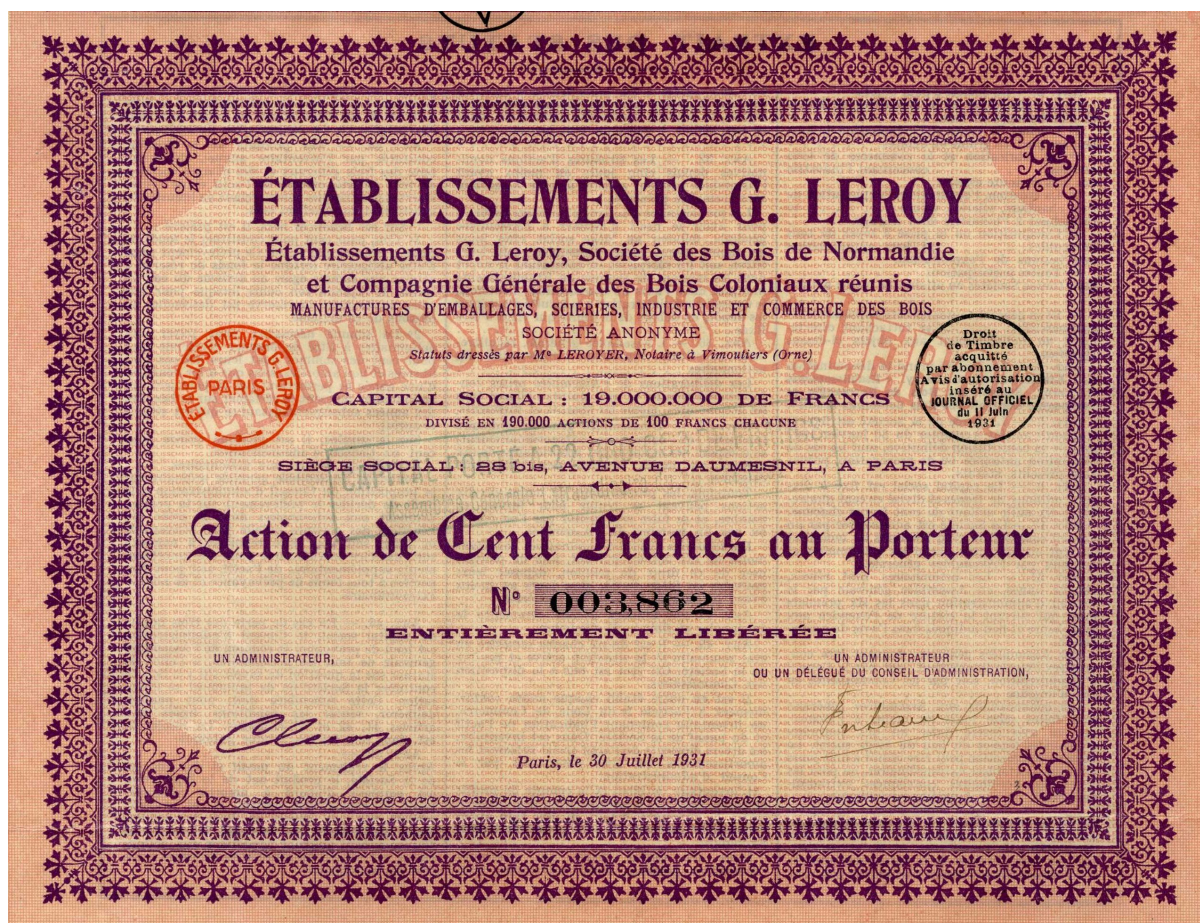 ÉTABLISSEMENTS G. LEROY
Établissements G. Leroy, Société des Bois de Normandie
et Compagnie Générale des Bois Coloniaux réunis
MANUFACTURES D'EMBALLAGES, SCIERIES, INDUSTRIE ET COMMERCE DES BOIS
SOCIÉTÉ ANONYME
Statuts dressés par Me LEROYER, Notaire à Vimoutiers (Orne)
ÉTABLISSEMENTS G. LEROY
ÉTABLISSEMENTS G. LEROY
PARIS
Droit
de Timbre
acquitté
par abonnement
Avis d'autorisation
inséré au
JOURNAL OFFICIEL
du 11 Juin
1931
CAPITAL SOCIAL : 19.000.000 DE FRANCS
DIVISÉ EN 190.000 ACTIONS DE 100 FRANCS CHACUNE
SIÈGE SOCIAL : 28 bis, AVENUE DAUMESNIL, A PARIS
CAPITAL PORTÉ A 22
Action de Cent Francs au Porteur
N° 003,862
ENTIÈREMENT LIBÉRÉE
UN ADMINISTRATEUR,
UN ADMINISTRATEUR
OU UN DÉLÉGUÉ DU CONSEIL D'ADMINISTRATION,
Paris, le 30 Juillet 1931